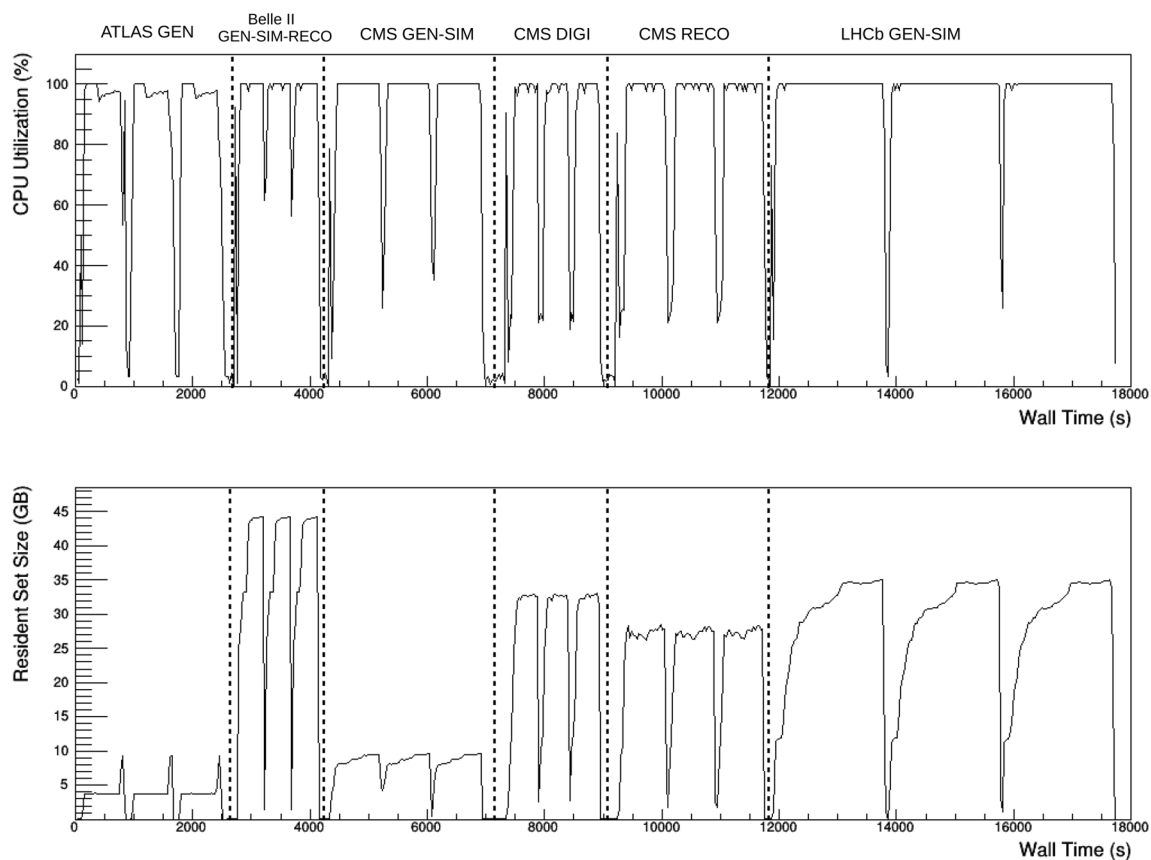 ATLAS GEN
Belle II
GEN-SIM-RECO
CMS GEN-SIM
CMS DIGI
CMS RECO
LHCb GEN-SIM
CPU Utilization (%)
100
80
60
40
20
0
0 2000 4000 6000 8000 10000 12000 14000 16000 18000
Wall Time (s)
Resident Set Size (GB)
45
40
35
30
25
20
15
10
5
0 2000 4000 6000 8000 10000 12000 14000 16000 18000
Wall Time (s)